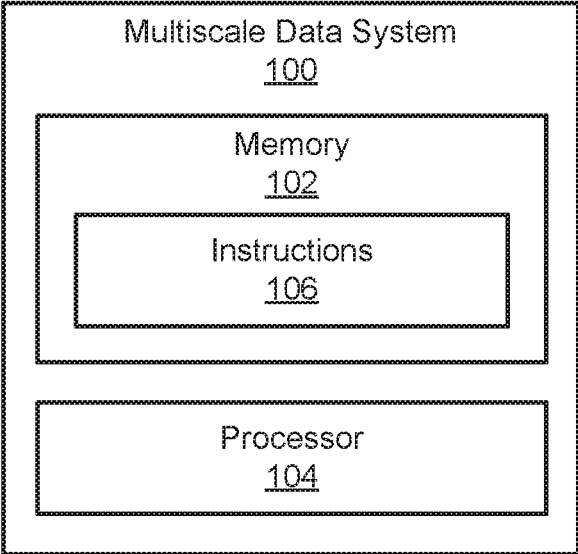 Multiscale Data System
100
Memory
102
Instructions
106
Processor
104